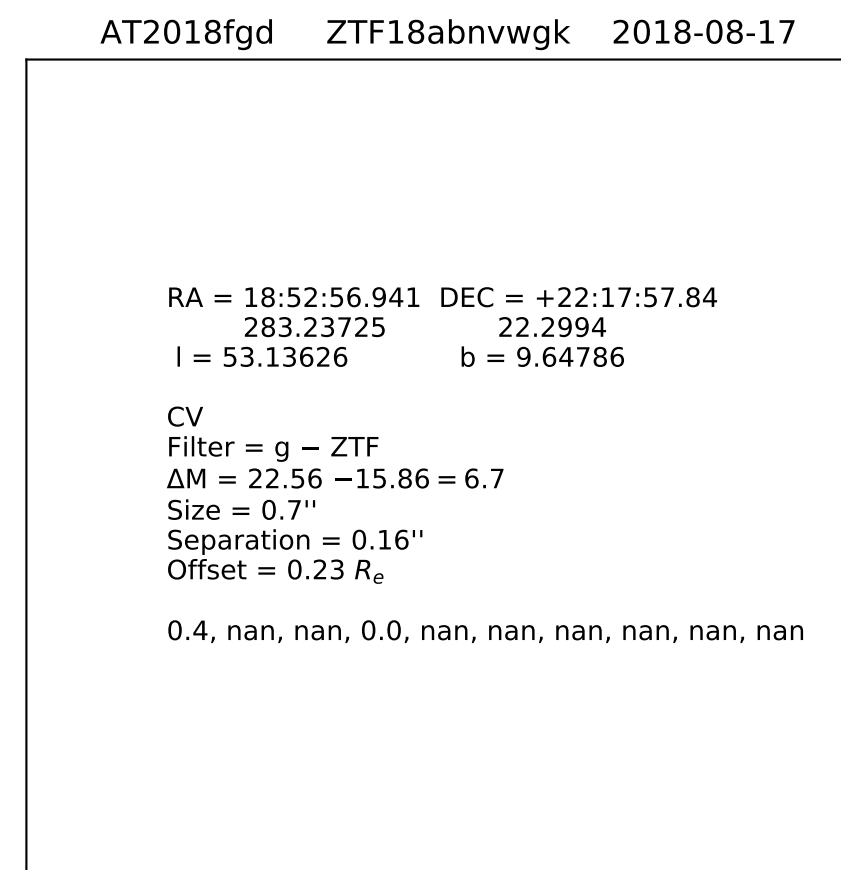 AT2018fgd ZTF18abnvwgk 2018-08-17
RA = 18:52:56.941 DEC = +22:17:57.84
283.23725 22.2994
l = 53.13626 b = 9.64786
CV
Filter = g − ZTF
ΔM = 22.56 −15.86 = 6.7
Size = 0.7''
Separation = 0.16''
Offset = 0.23 Re
0.4, nan, nan, 0.0, nan, nan, nan, nan, nan, nan